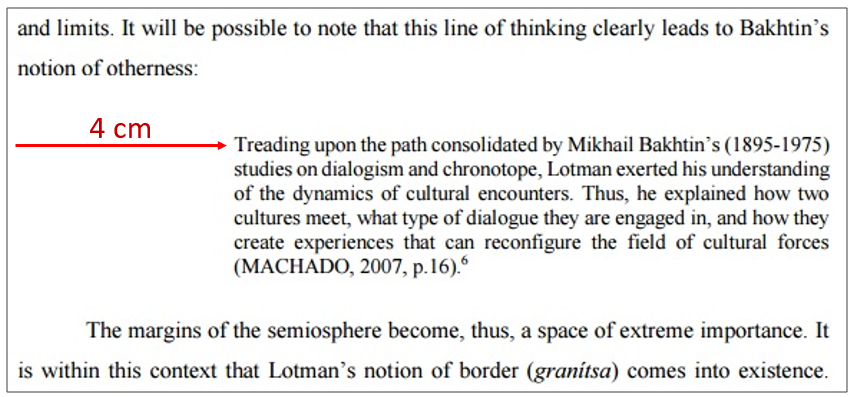 and limits. It will be possible to note that this line of thinking clearly leads to Bakhtin’s
notion of otherness:
4 cm
Treading upon the path consolidated by Mikhail Bakhtin’s (1895-1975)
studies on dialogism and chronotope, Lotman exerted his understanding
of the dynamics of cultural encounters. Thus, he explained how two
cultures meet, what type of dialogue they are engaged in, and how they
create experiences that can reconfigure the field of cultural forces
(MACHADO, 2007, p.16).⁶
The margins of the semiosphere become, thus, a space of extreme importance. It
is within this context that Lotman’s notion of border (granítsa) comes into existence.